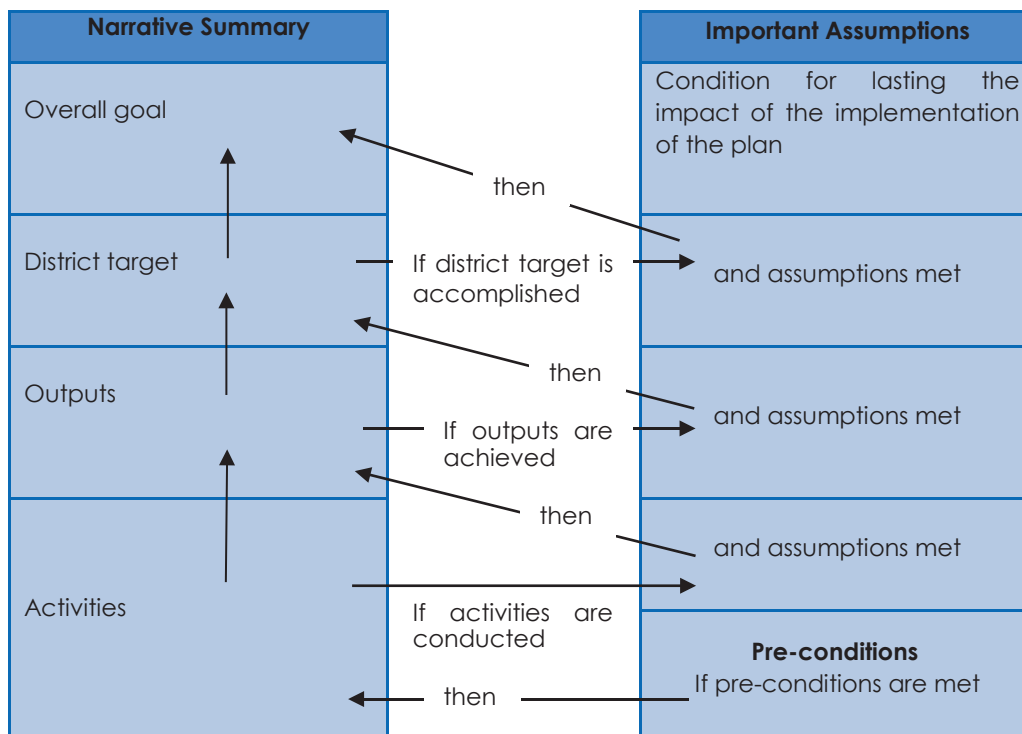 Narrative Summary
Important Assumptions
Overall goal
Condition for lasting the
impact of the implementation
of the plan
then
District target
If district target is
accomplished
and assumptions met
then
Outputs
If outputs are
achieved
and assumptions met
then
and assumptions met
Activities
If activities are
conducted
Pre-conditions
If pre-conditions are met
then